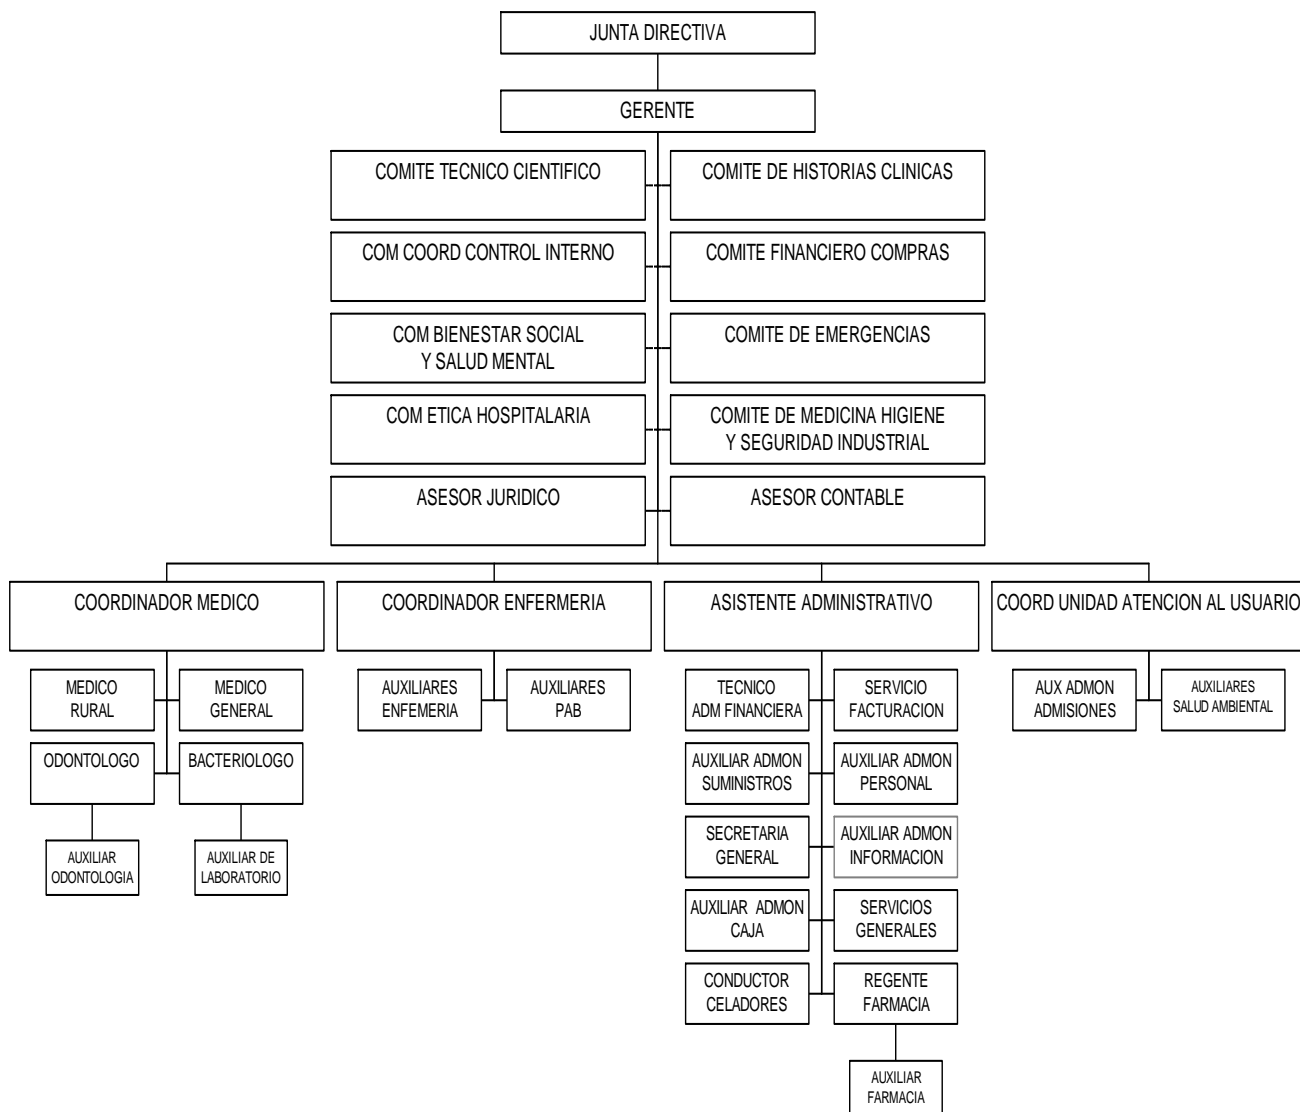 JUNTA DIRECTIVA
GERENTE
COMITE TECNICO CIENTIFICO
COMITE DE HISTORIAS CLINICAS
COM COORD CONTROL INTERNO
COMITE FINANCIERO COMPRAS
COM BIENESTAR SOCIAL
Y SALUD MENTAL
COMITE DE EMERGENCIAS
COM ETICA HOSPITALARIA
COMITE DE MEDICINA HIGIENE
Y SEGURIDAD INDUSTRIAL
ASESOR JURIDICO
ASESOR CONTABLE
COORDINADOR MEDICO
COORDINADOR ENFERMERIA
ASISTENTE ADMINISTRATIVO
COORD UNIDAD ATENCION AL USUARIO
MEDICO
RURAL
MEDICO
GENERAL
AUXILIARES
ENFEMERIA
AUXILIARES
PAB
TECNICO
ADM FINANCIERA
SERVICIO
FACTURACION
AUX ADMON
ADMISIONES
AUXILIARES
SALUD AMBIENTAL
ODONTOLOGO
BACTERIOLOGO
AUXILIAR ADMON
SUMINISTROS
AUXILIAR ADMON
PERSONAL
AUXILIAR
ODONTOLOGIA
AUXILIAR DE
LABORATORIO
SECRETARIA
GENERAL
AUXILIAR ADMON
INFORMACION
AUXILIAR ADMON
CAJA
SERVICIOS
GENERALES
CONDUCTOR
CELADORES
REGENTE
FARMACIA
AUXILIAR
FARMACIA